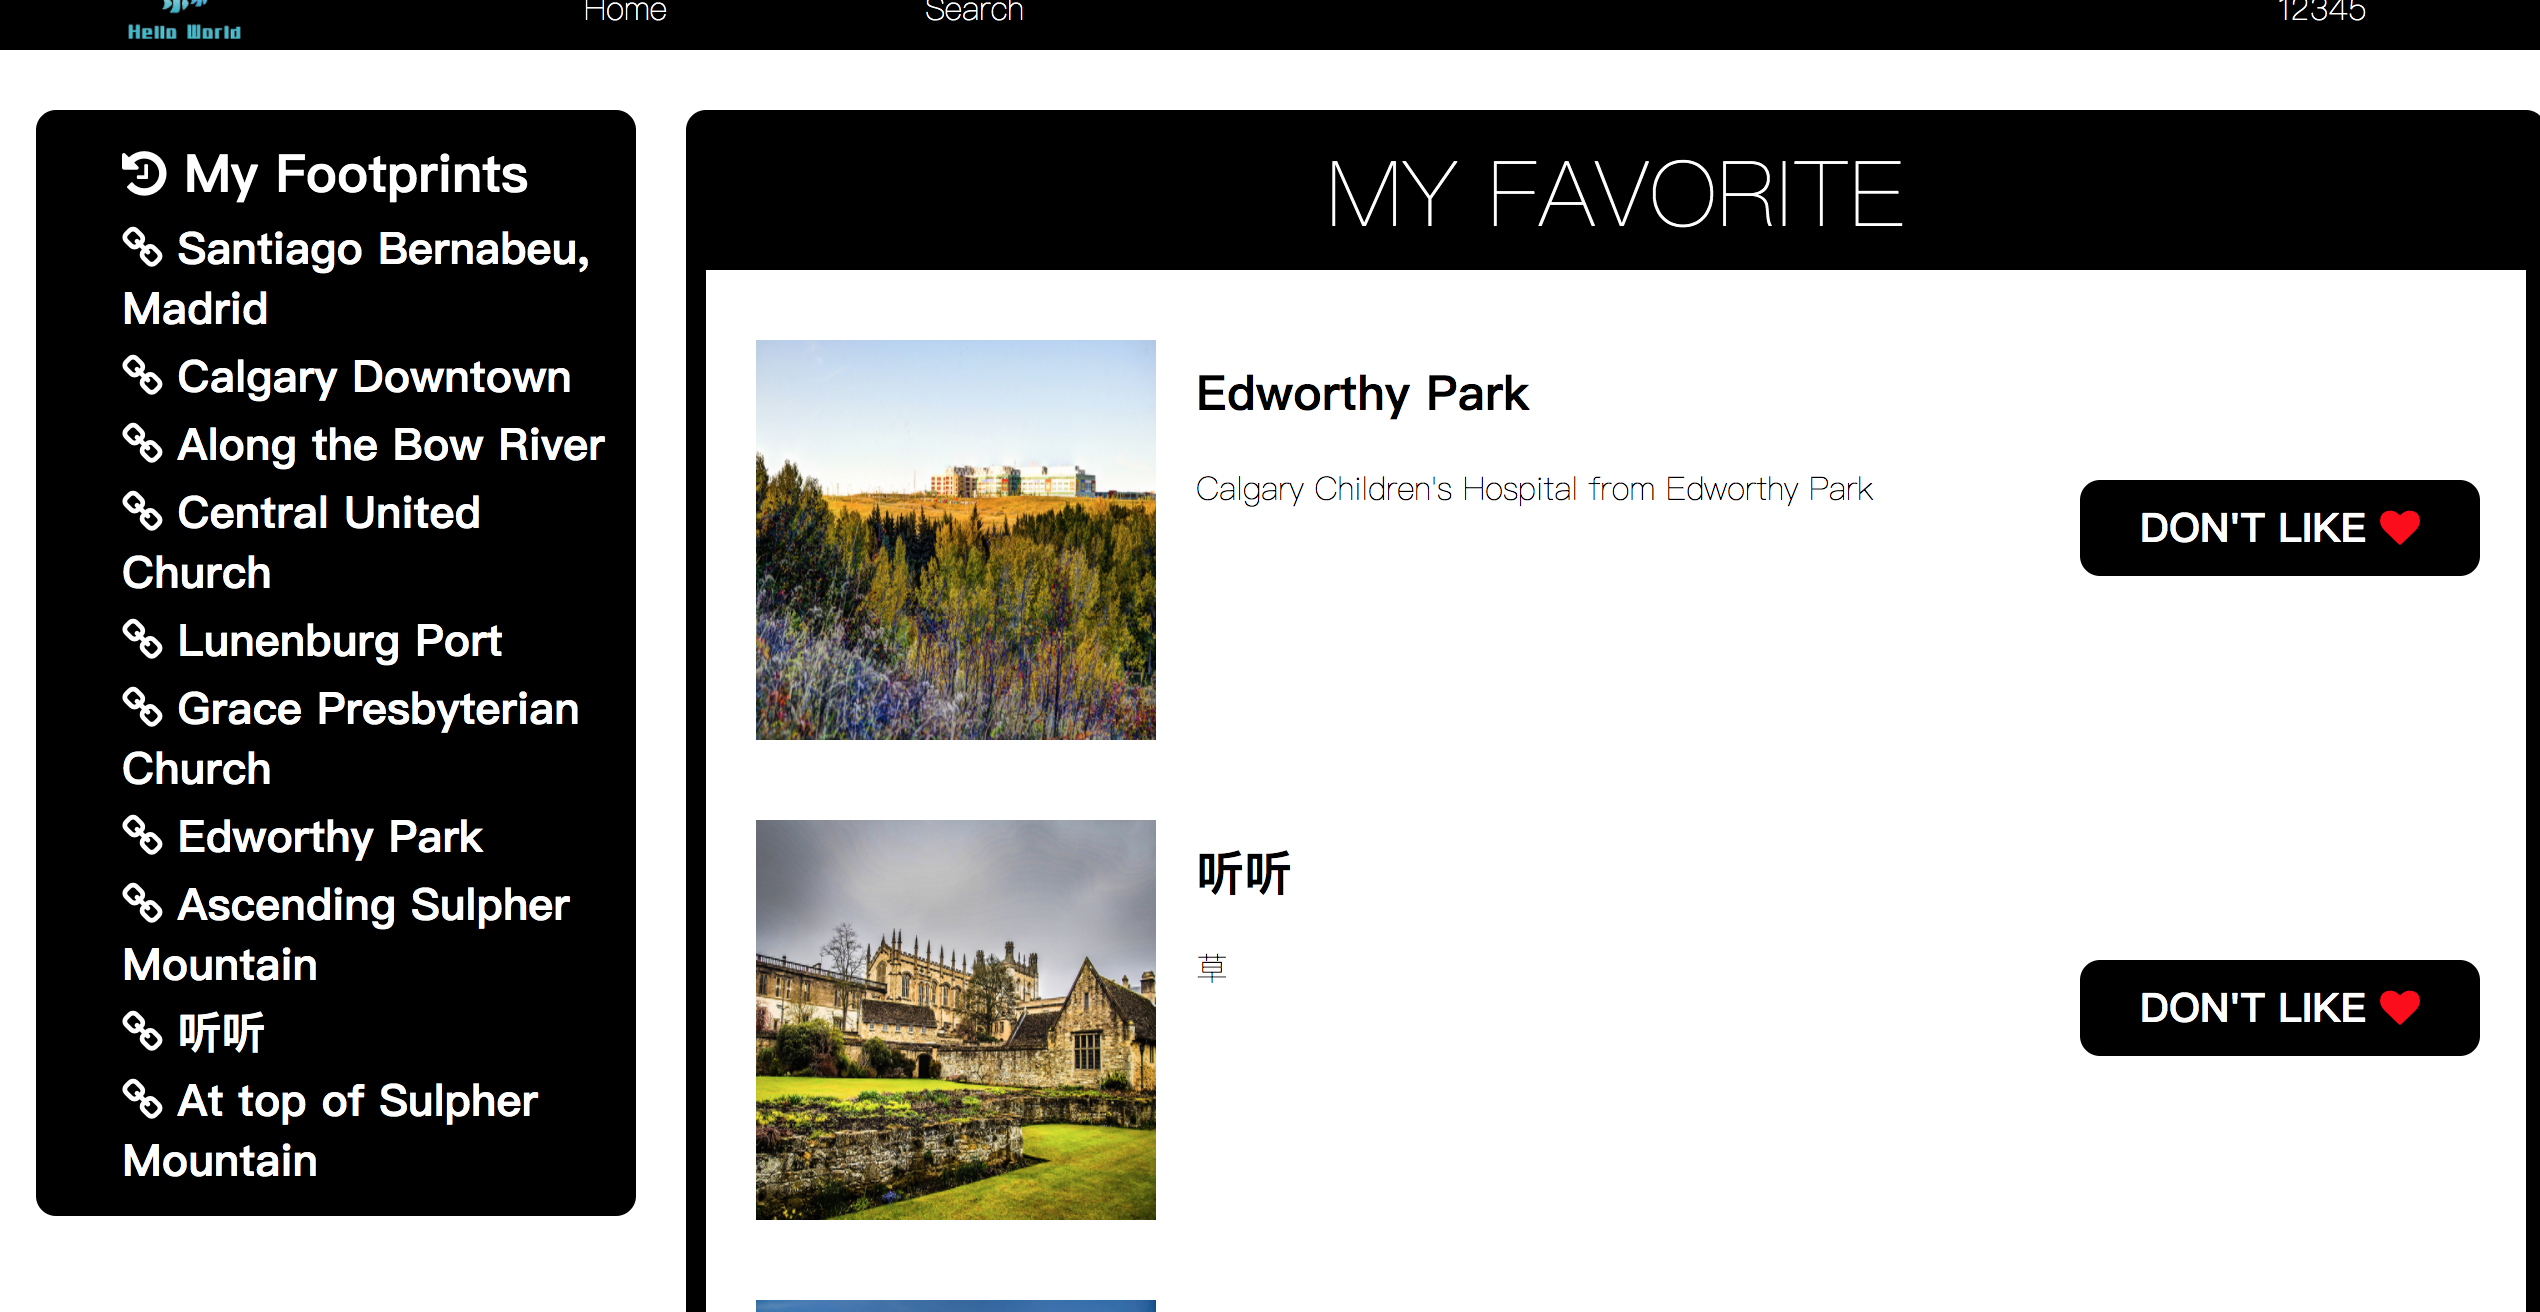 Hello World
Home
Search
12345
My Footprints
Santiago Bernabeu,
Madrid
Calgary Downtown
Along the Bow River
Central United
Church
Lunenburg Port
Grace Presbyterian
Church
Edworthy Park
Ascending Sulpher
Mountain
听听
At top of Sulpher
Mountain
MY FAVORITE
Edworthy Park
Calgary Children's Hospital from Edworthy Park
DON'T LIKE
听听
草
DON'T LIKE